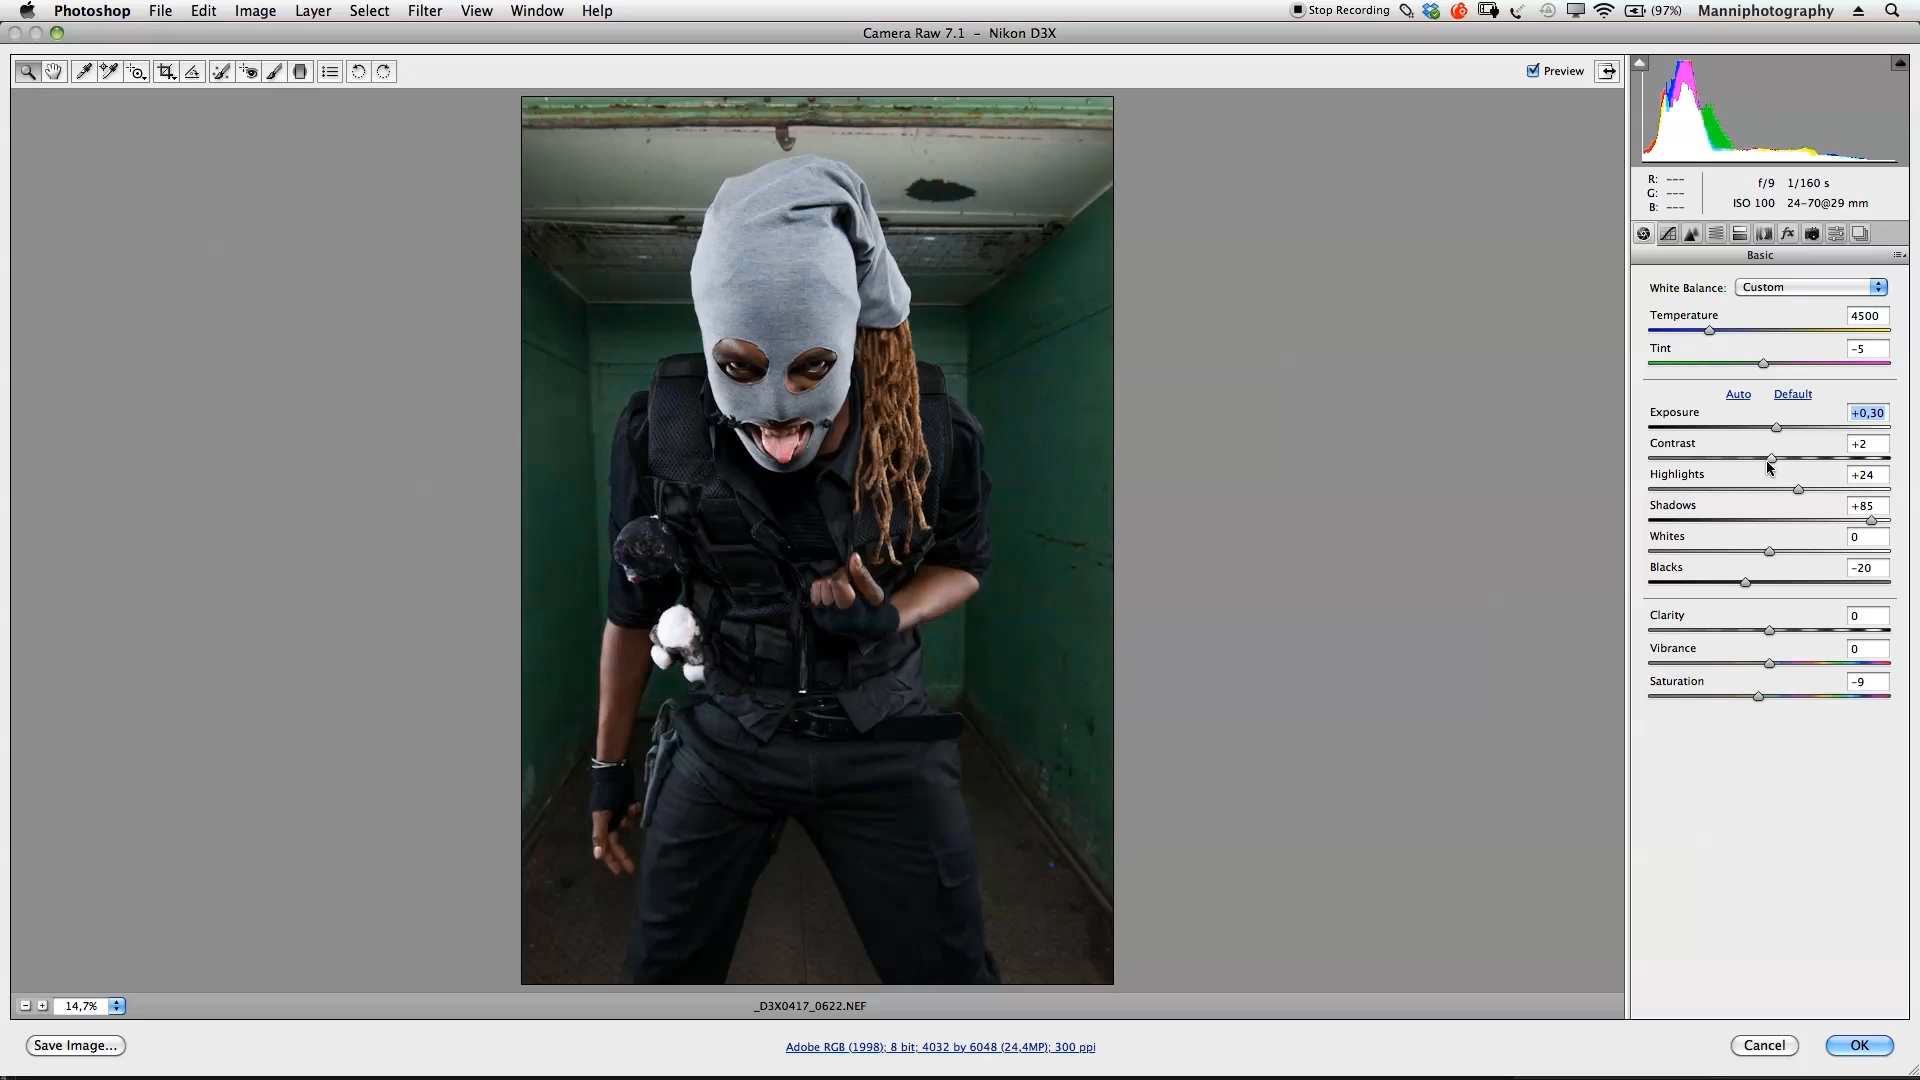 Photoshop File Edit Image Layer Select Filter View Window Help Stop Recording (97%) Manniphotography
Camera Raw 7.1 - Nikon D3X
Preview
R: ---
G: ---
B: ---
f/9 1/160 s
ISO 100 24-70@29 mm
Basic
White Balance: Custom
Temperature 4500
Tint -5
Auto Default
Exposure +0,30
Contrast +2
Highlights +24
Shadows +85
Whites 0
Blacks -20
Clarity 0
Vibrance 0
Saturation -9
14,7%
_D3X0417_0622.NEF
Save Image...
Adobe RGB (1998); 8 bit; 4032 by 6048 (24,4MP); 300 ppi
Cancel OK